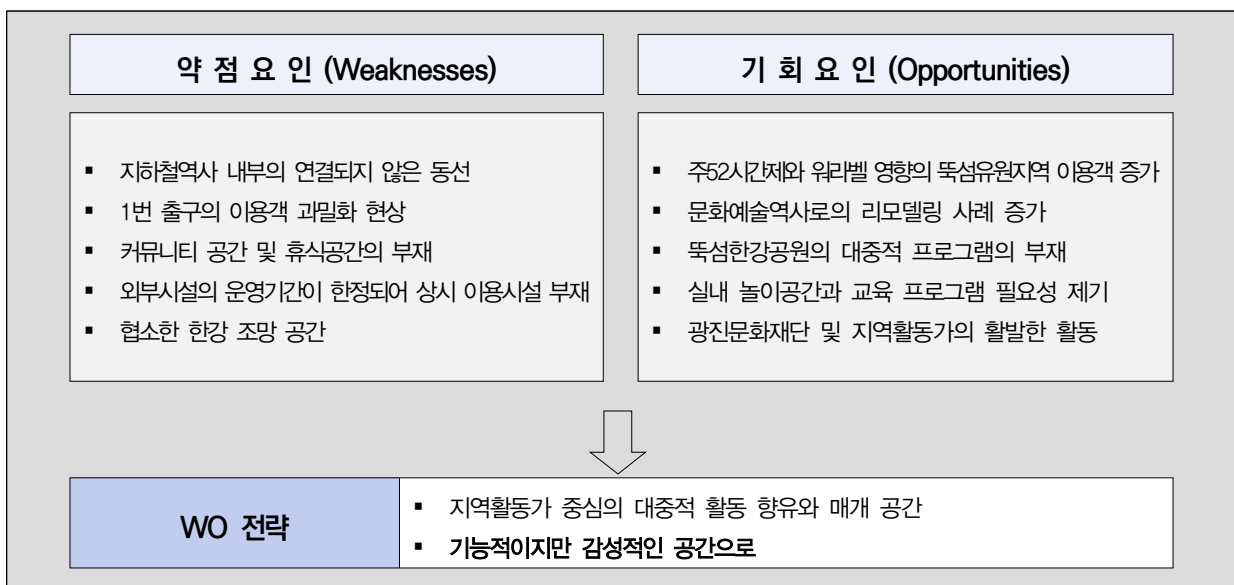 약 점 요 인 (Weaknesses)
▪ 지하철역사 내부의 연결되지 않은 동선
▪ 1번 출구의 이용객 과밀화 현상
▪ 커뮤니티 공간 및 휴식공간의 부재
▪ 외부시설의 운영기간이 한정되어 상시 이용시설 부재
▪ 협소한 한강 조망 공간
기 회 요 인 (Opportunities)
▪ 주52시간제와 워라벨 영향의 뚝섬유원지역 이용객 증가
▪ 문화예술역사로의 리모델링 사례 증가
▪ 뚝섬한강공원의 대중적 프로그램의 부재
▪ 실내 놀이공간과 교육 프로그램 필요성 제기
▪ 광진문화재단 및 지역활동가의 활발한 활동
WO 전략
▪ 지역활동가 중심의 대중적 활동 향유와 매개 공간
▪ 기능적이지만 감성적인 공간으로